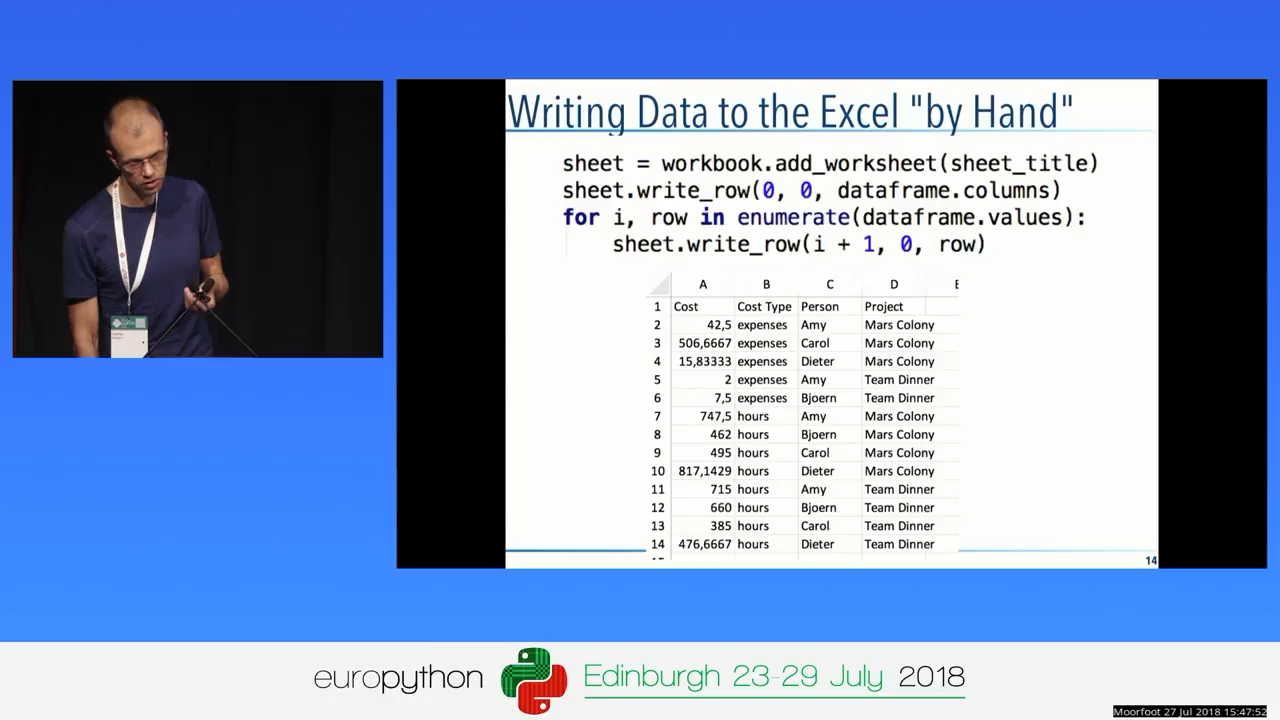 Writing Data to the Excel "by Hand"
sheet = workbook.add_worksheet(sheet_title)
sheet.write_row(0, 0, dataframe.columns)
for i, row in enumerate(dataframe.values):
sheet.write_row(i + 1, 0, row)
A B C D E
1 Cost Cost Type Person Project
2 42,5 expenses Amy Mars Colony
3 506,6667 expenses Carol Mars Colony
4 15,83333 expenses Dieter Mars Colony
5 2 expenses Amy Team Dinner
6 7,5 expenses Bjoern Team Dinner
7 747,5 hours Amy Mars Colony
8 462 hours Bjoern Mars Colony
9 495 hours Carol Mars Colony
10 817,1429 hours Dieter Mars Colony
11 715 hours Amy Team Dinner
12 660 hours Bjoern Team Dinner
13 385 hours Carol Team Dinner
14 476,6667 hours Dieter Team Dinner
14
europython Edinburgh 23-29 July 2018
Moorfoot 27 Jul 2018 15:47:52